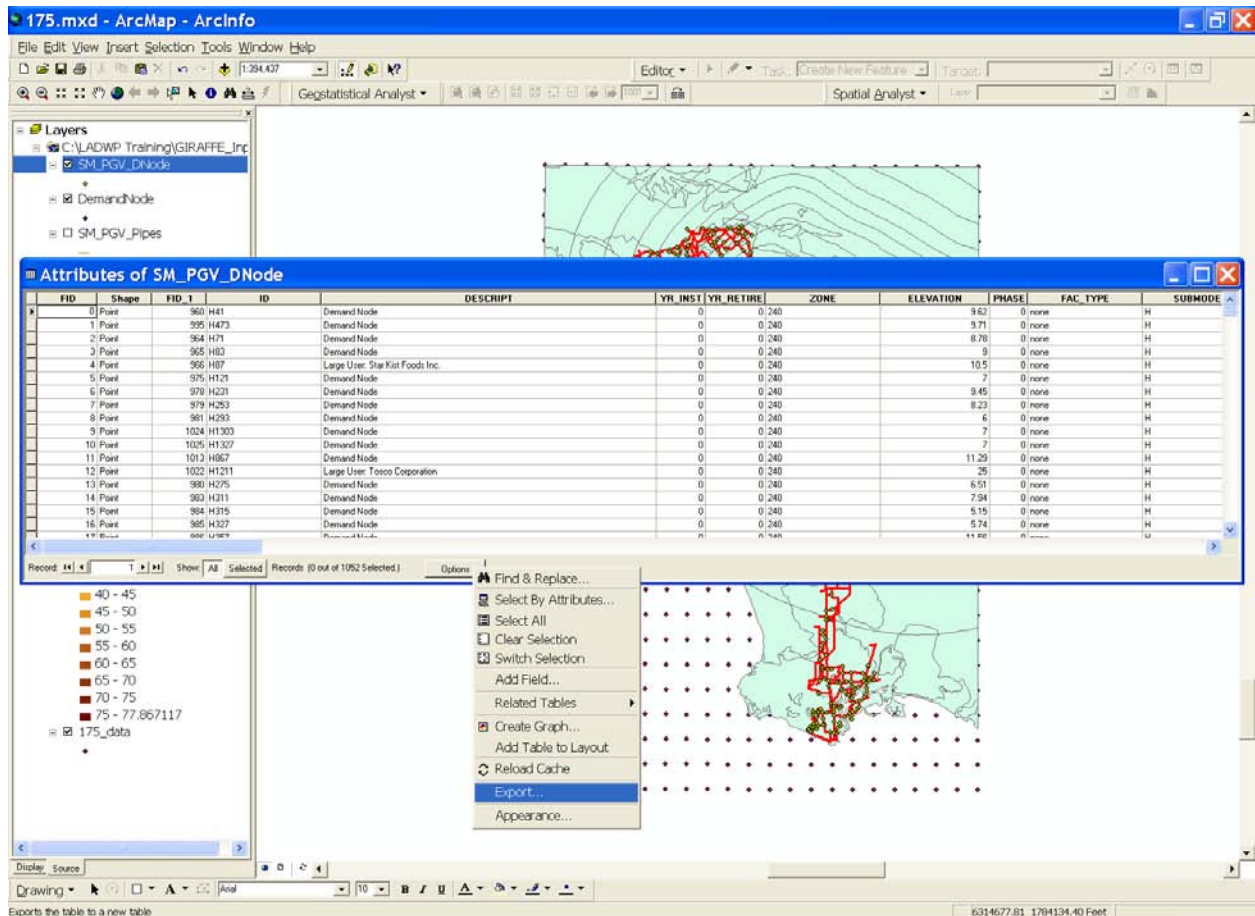 175.mxd - ArcMap - ArcInfo
File Edit View Insert Selection Tools Window Help
1:394,437
Editor Task: Create New Feature Target:
Geostatistical Analyst Spatial Analyst Layer:
Layers
C:\LADWP Training\GIRAFFE_Inp
SM_PGV_DNode
DemandNode
SM_PGV_Pipes
Attributes of SM_PGV_DNode
FID Shape FID_1 ID DESCRIPT YR_INST YR_RETIRE ZONE ELEVATION PHASE FAC_TYPE SUBMODE
0 Point 960 H41 Demand Node 0 0 240 9.62 0 none H
1 Point 995 H473 Demand Node 0 0 240 9.71 0 none H
2 Point 964 H71 Demand Node 0 0 240 8.78 0 none H
3 Point 965 H83 Demand Node 0 0 240 9 0 none H
4 Point 966 H87 Large User: Star Kist Foods Inc. 0 0 240 10.5 0 none H
5 Point 975 H121 Demand Node 0 0 240 7 0 none H
6 Point 978 H231 Demand Node 0 0 240 9.45 0 none H
7 Point 979 H253 Demand Node 0 0 240 8.23 0 none H
8 Point 981 H293 Demand Node 0 0 240 6 0 none H
9 Point 1024 H1303 Demand Node 0 0 240 7 0 none H
10 Point 1025 H1327 Demand Node 0 0 240 7 0 none H
11 Point 1013 H867 Demand Node 0 0 240 11.29 0 none H
12 Point 1022 H1211 Large User: Tosco Corporation 0 0 240 25 0 none H
13 Point 980 H275 Demand Node 0 0 240 6.51 0 none H
14 Point 983 H311 Demand Node 0 0 240 7.94 0 none H
15 Point 984 H315 Demand Node 0 0 240 5.15 0 none H
16 Point 985 H327 Demand Node 0 0 240 5.74 0 none H
Record: 1 Show: All Selected Records (0 out of 1052 Selected.) Options
Find & Replace...
Select By Attributes...
Select All
Clear Selection
Switch Selection
Add Field...
Related Tables
Create Graph...
Add Table to Layout
Reload Cache
Export...
Appearance...
40 - 45
45 - 50
50 - 55
55 - 60
60 - 65
65 - 70
70 - 75
75 - 77.867117
175_data
Display Source
Drawing A Arial 10 B I U A
Exports the table to a new table 6314677.81 1784134.40 Feet